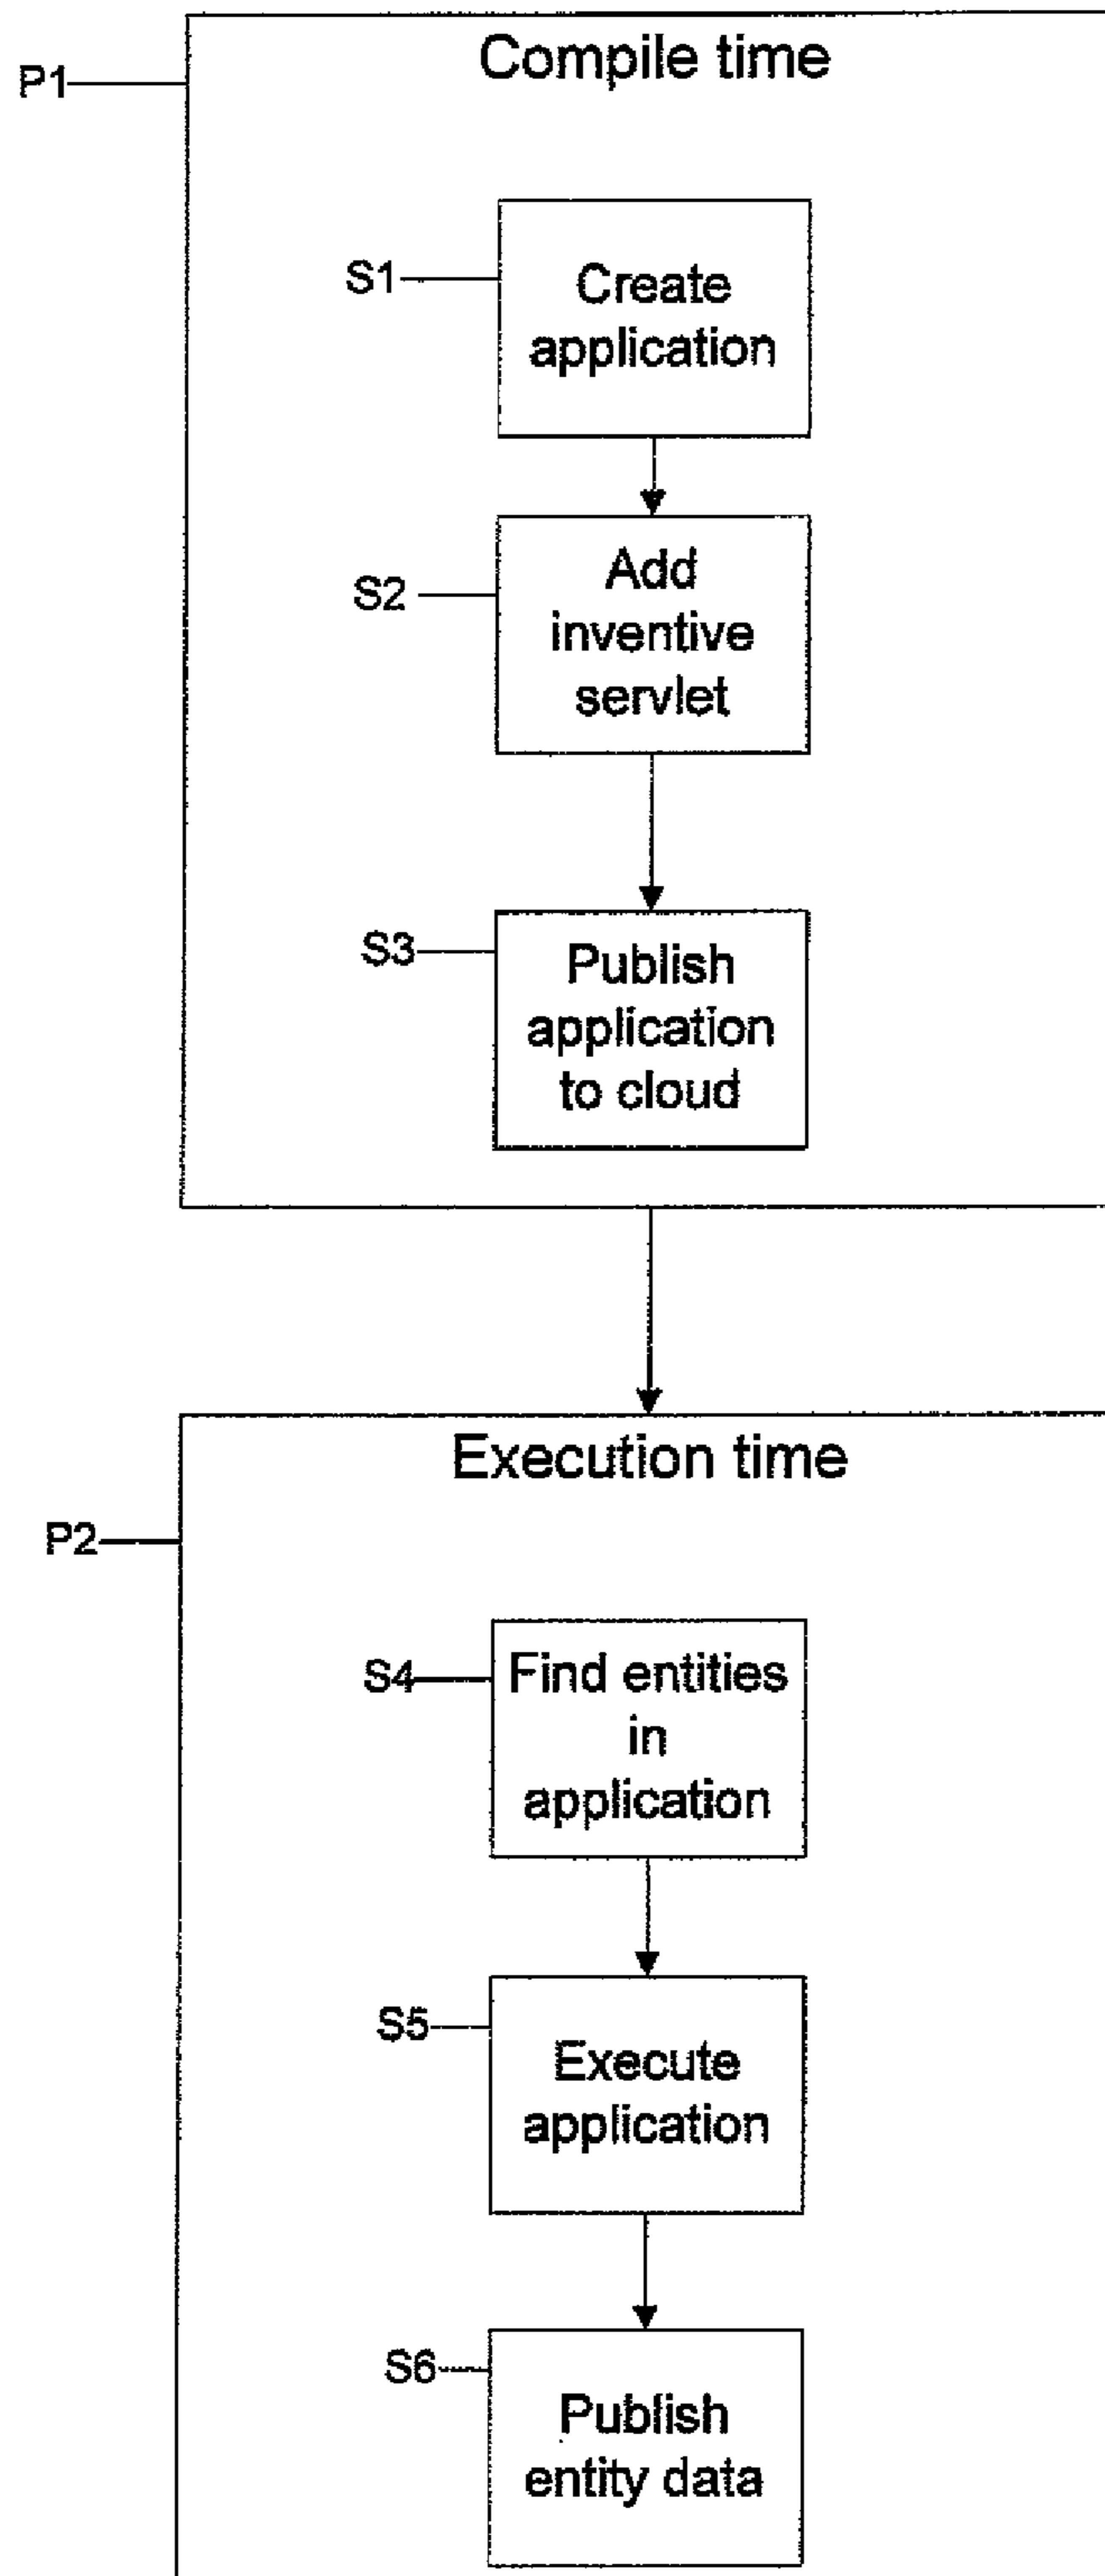 Compile time
P1
S1
Create
application
S2
Add
inventive
servlet
S3
Publish
application
to cloud
Execution time
P2
S4
Find entities
in
application
S5
Execute
application
S6
Publish
entity data